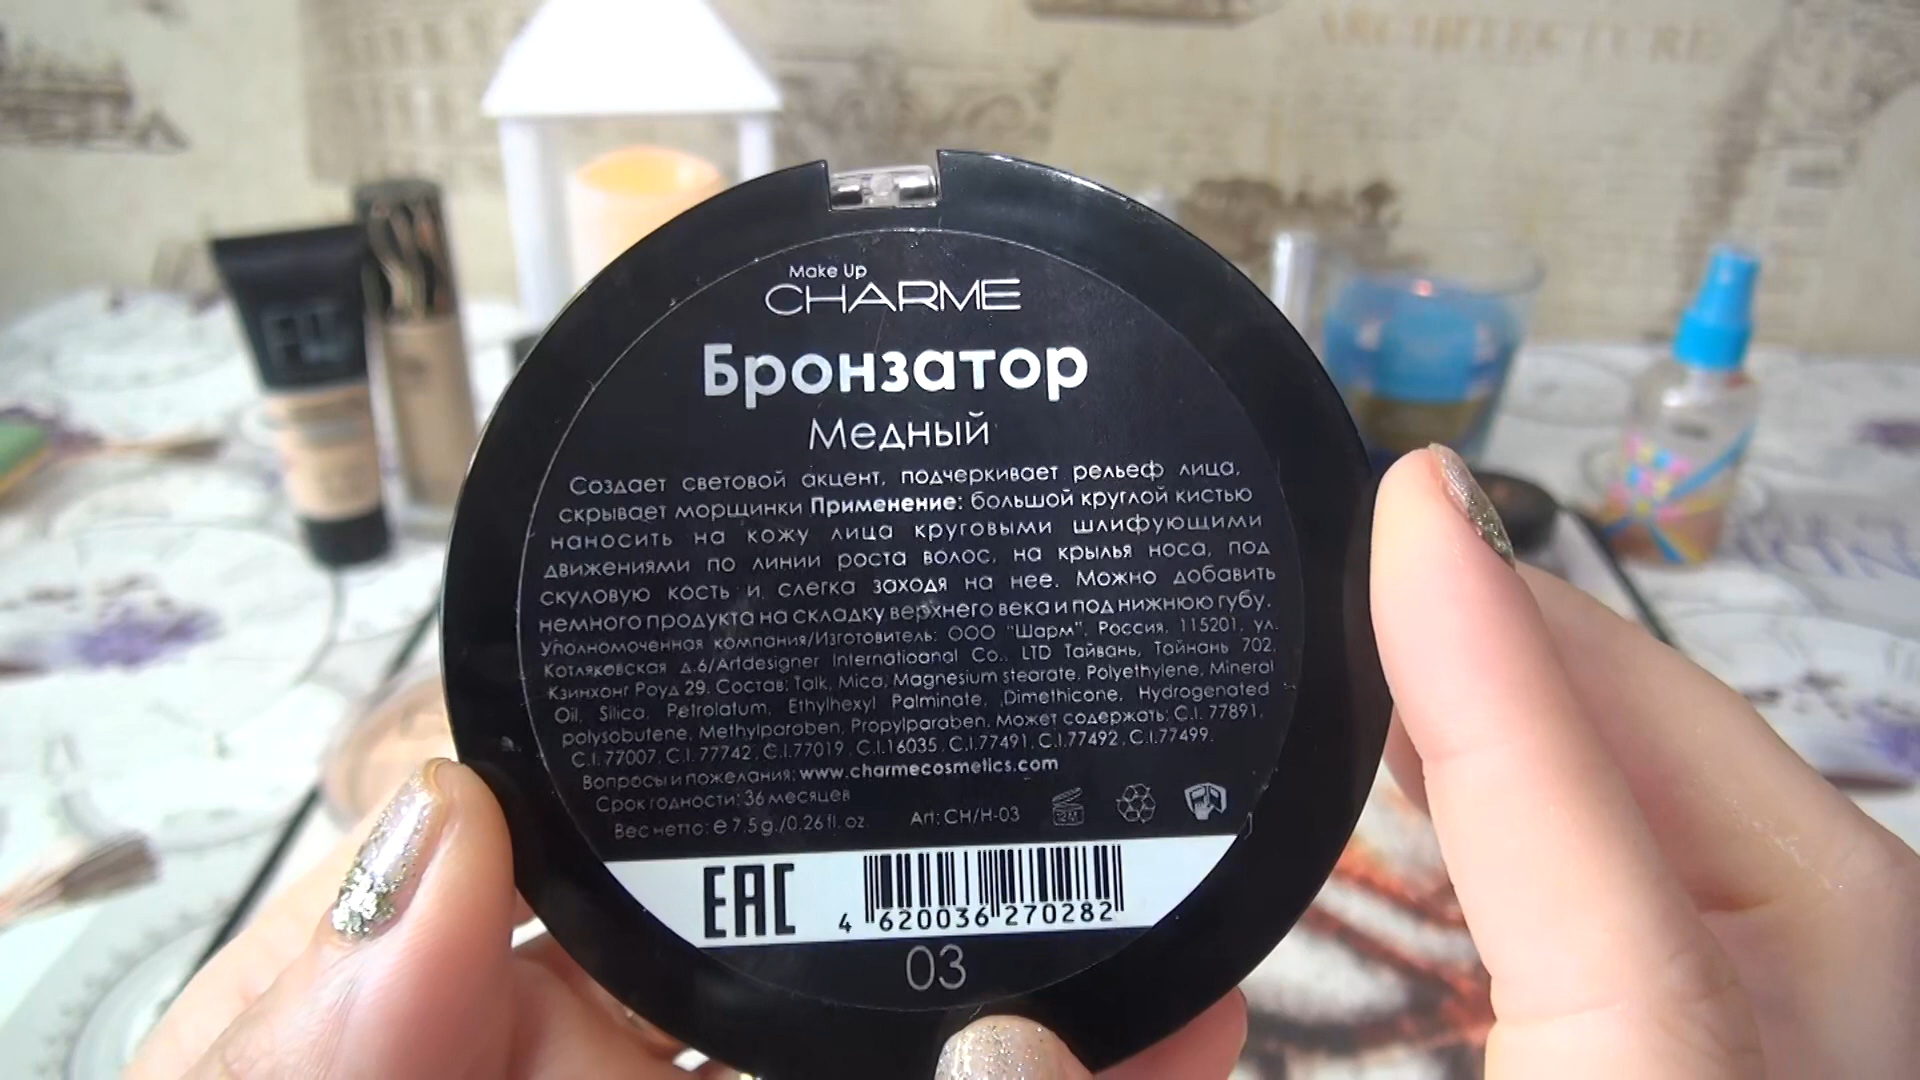 ARCHITECTURE
FIT
Make Up
CHARME
Бронзатор
Медный
Создает световой акцент, подчеркивает рельеф лица,
скрывает морщинки Применение: большой круглой кистью
наносить на кожу лица круговыми шлифующими
движениями по линии роста волос, на крылья носа, под
скуловую кость и слегка заходя на нее. Можно добавить
немного продукта на складку верхнего века и под нижнюю губу.
Уполномоченная компания/Изготовитель: ООО "Шарм", Россия, 115201, ул.
Котляковская д.6/Artdesigner Internatioanal Co., LTD Тайвань, Тойнань 702,
Кзинхонг Роуд 29. Состав: Talk, Mica, Magnesium stearate, Polyethylene, Mineral
Oil, Silica, Petrolatum, Ethylhexyl Palminate, Dimethicone, Hydrogenated
polysobutene, Methylparaben, Propylparaben. Может содержать: C.I. 77891,
C.I. 77007, C.I. 77742, C.I.77019, C.I.16035, C.I.77491, C.I.77492, C.I.77499.
Вопросы и пожелания: www.charmecosmetics.com
Срок годности: 36 месяцев
Вес нетто: e 7.5 g./0.26 fl. oz. Art: CH/H-03
EAC
4 620036 270282
03